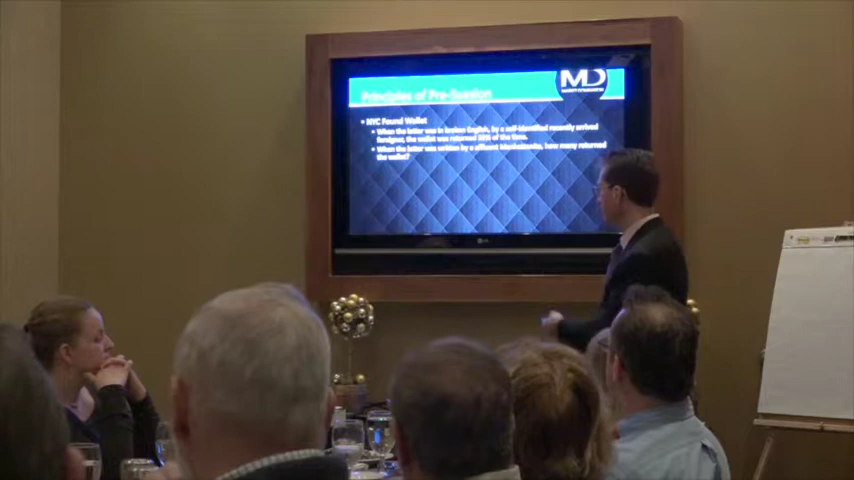 MD
Principles of Pre-Suasion
• NYC Found Wallet
• When the letter was in broken English, by a self-identified recently arrived
foreigner, the wallet was returned
of the time.
• When the letter was written by a affluent
how many returned
the wallet?
LG